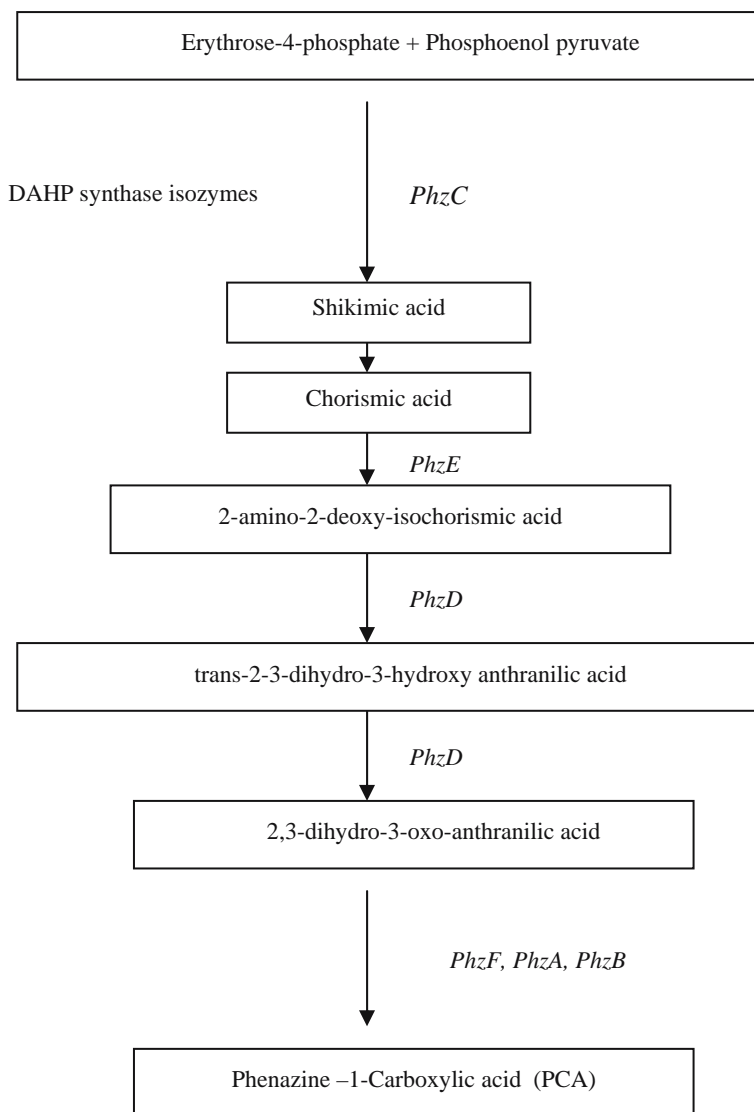 Erythrose-4-phosphate + Phosphoenol pyruvate
DAHP synthase isozymes
PhzC
Shikimic acid
Chorismic acid
PhzE
2-amino-2-deoxy-isochorismic acid
PhzD
trans-2-3-dihydro-3-hydroxy anthranilic acid
PhzD
2,3-dihydro-3-oxo-anthranilic acid
PhzF, PhzA, PhzB
Phenazine –1-Carboxylic acid (PCA)